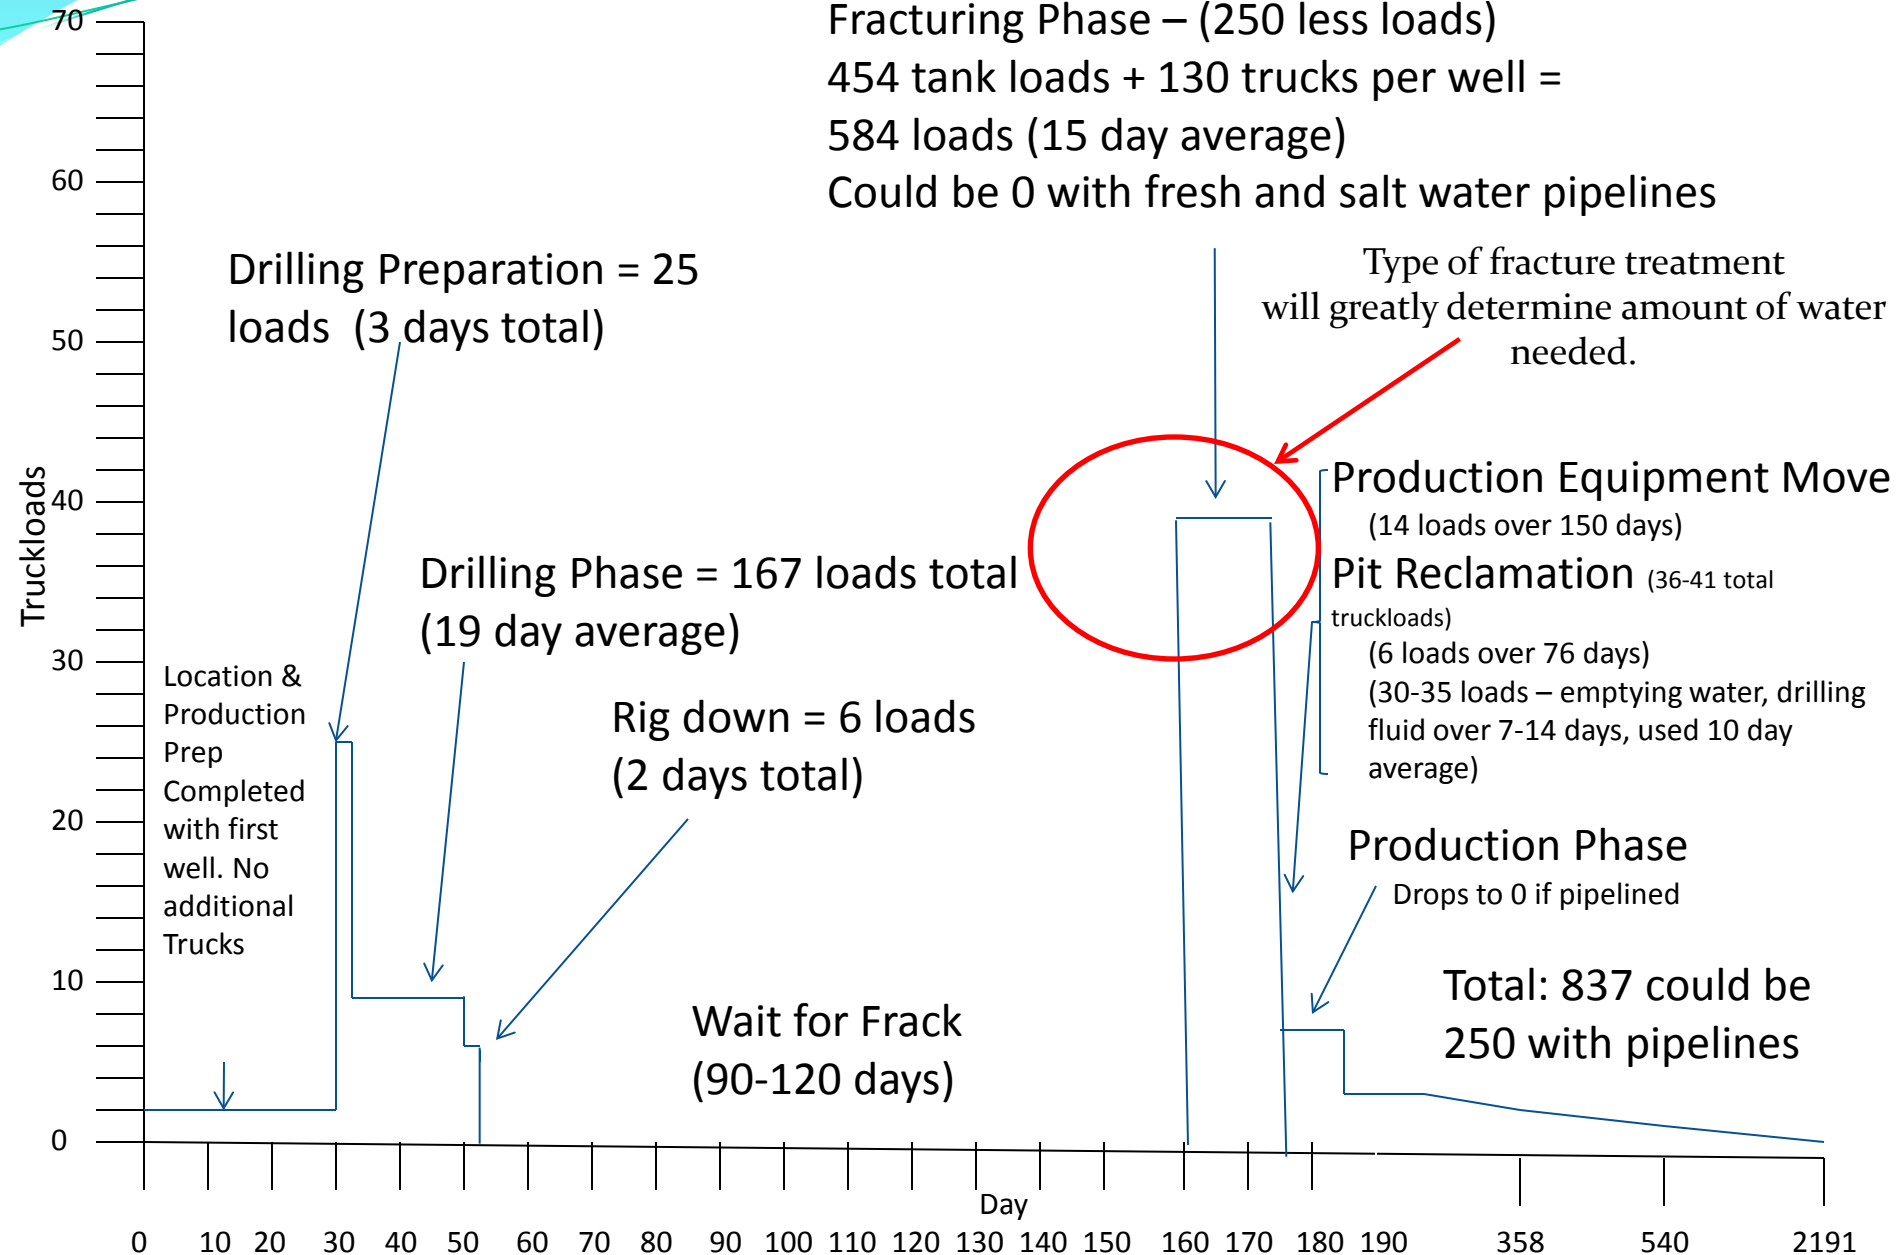 Fracturing Phase – (250 less loads)
454 tank loads + 130 trucks per well =
584 loads (15 day average)
Could be 0 with fresh and salt water pipelines
Type of fracture treatment
will greatly determine amount of water
needed.
Drilling Preparation = 25
loads  (3 days total)
Production Equipment Move
(14 loads over 150 days)
Pit Reclamation (36-41 total
truckloads)
(6 loads over 76 days)
(30-35 loads – emptying water, drilling
fluid over 7-14 days, used 10 day
average)
Drilling Phase = 167 loads total
(19 day average)
Location &
Production
Prep
Completed
with first
well. No
additional
Trucks
Rig down = 6 loads
(2 days total)
Production Phase
Drops to 0 if pipelined
Wait for Frack
(90-120 days)
Total: 837 could be
250 with pipelines
Truckloads
70
60
50
40
30
20
10
0
Day
0 10 20 30 40 50 60 70 80 90 100 110 120 130 140 150 160 170 180 190 358 540 2191